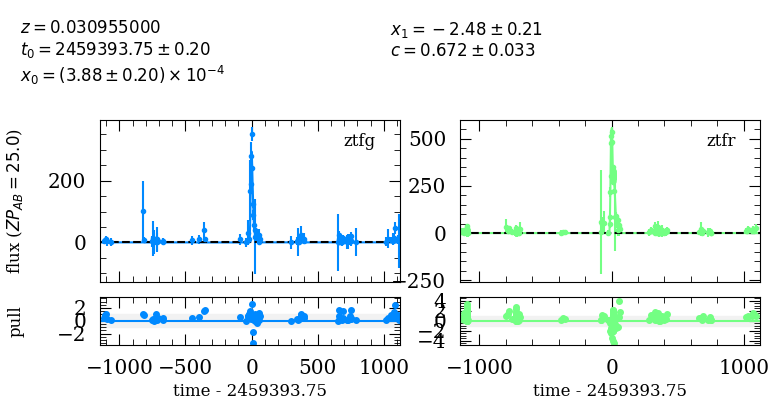 z = 0.030955000
t₀ = 2459393.75 ± 0.20
x₀ = (3.88 ± 0.20) × 10⁻⁴
x₁ = −2.48 ± 0.21
c = 0.672 ± 0.033
flux (ZP_AB = 25.0)
200
0
ztfg
500
250
0
−250
ztfr
pull
2
0
−2
4
2
0
−2
−4
−1000 −500 0 500 1000
−1000 0 1000
time - 2459393.75
time - 2459393.75